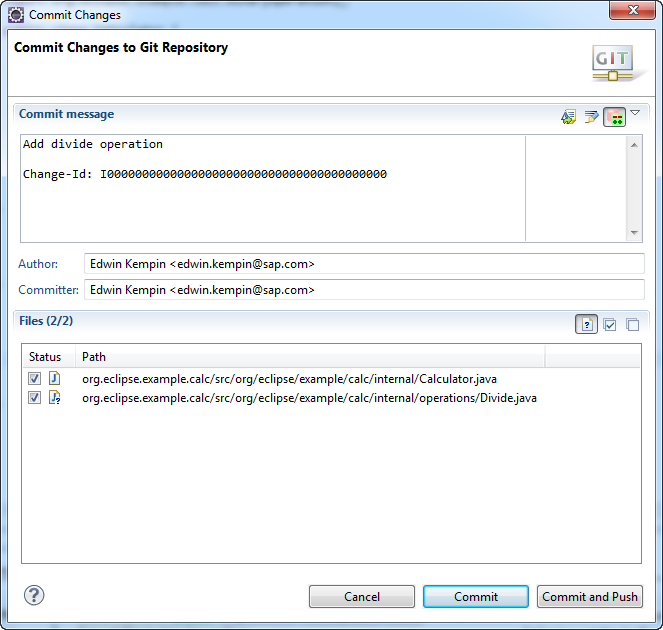 Commit Changes
Commit Changes to Git Repository
GIT
Commit message
Add divide operation
Change-Id: I0000000000000000000000000000000000000000
Author: Edwin Kempin <edwin.kempin@sap.com>
Committer: Edwin Kempin <edwin.kempin@sap.com>
Files (2/2)
Status Path
org.eclipse.example.calc/src/org/eclipse/example/calc/internal/Calculator.java
org.eclipse.example.calc/src/org/eclipse/example/calc/internal/operations/Divide.java
Cancel Commit Commit and Push